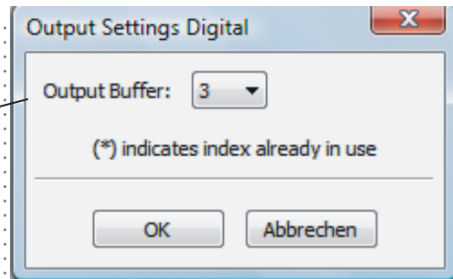 Output Settings Digital
Output Buffer: 3
(*) indicates index already in use
OK Abbrechen